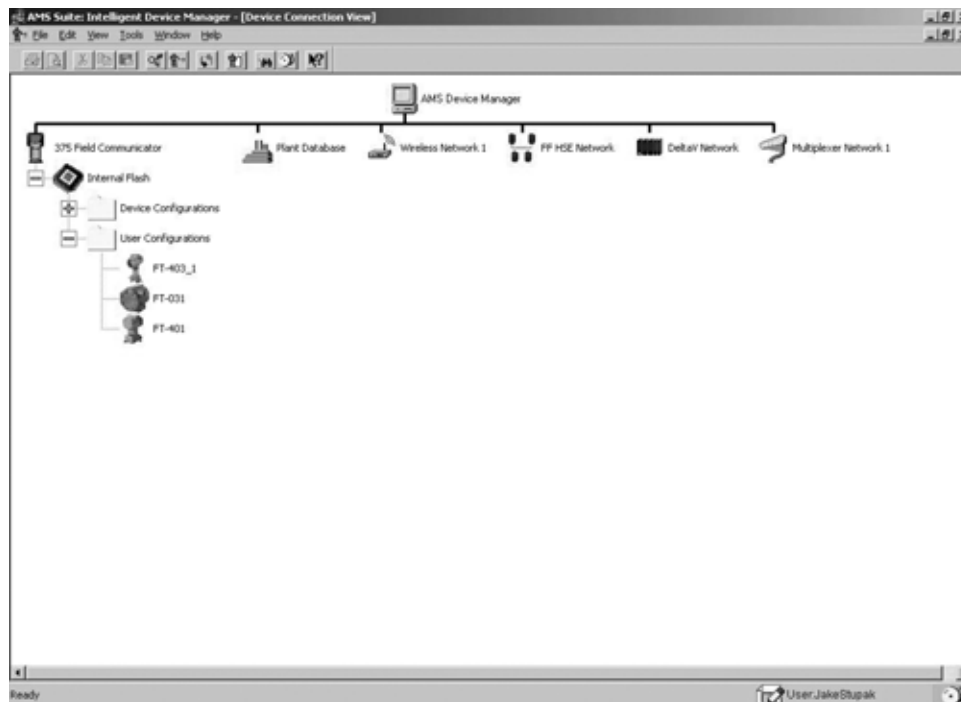 AMS Suite: Intelligent Device Manager - [Device Connection View]
File Edit View Tools Window Help
AMS Device Manager
375 Field Communicator
Plant Database
Wireless Network 1
FF HSE Network
DeltaV Network
Multiplexer Network 1
Internal Flash
Device Configurations
User Configurations
FT-403_1
FT-031
FT-401
Ready
User:JakeStupak